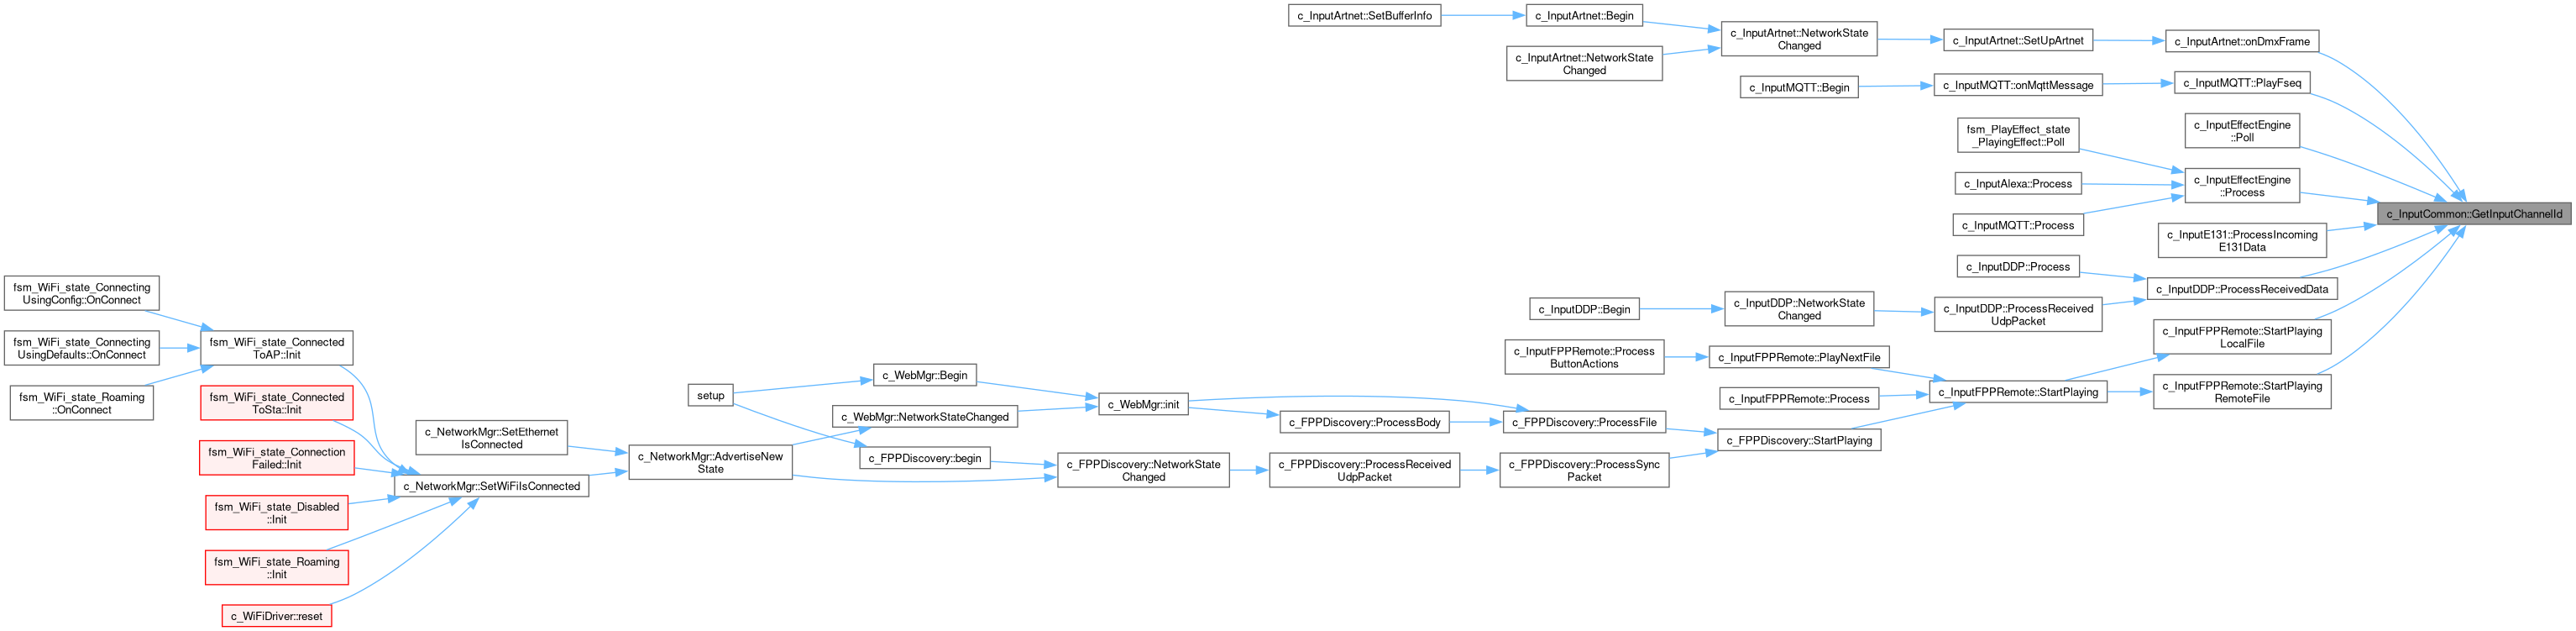 c_InputArtnet::SetBufferInfo
c_InputArtnet::Begin
c_InputArtnet::NetworkState
Changed
c_InputArtnet::NetworkState
Changed
c_InputArtnet::SetUpArtnet
c_InputArtnet::onDmxFrame
c_InputMQTT::Begin
c_InputMQTT::onMqttMessage
c_InputMQTT::PlayFseq
fsm_PlayEffect_state
_PlayingEffect::Poll
c_InputEffectEngine
::Poll
c_InputAlexa::Process
c_InputEffectEngine
::Process
c_InputMQTT::Process
c_InputCommon::GetInputChannelId
c_InputE131::ProcessIncoming
E131Data
c_InputDDP::Process
c_InputDDP::ProcessReceivedData
c_InputDDP::Begin
c_InputDDP::NetworkState
Changed
c_InputDDP::ProcessReceived
UdpPacket
c_InputFPPRemote::StartPlaying
LocalFile
c_InputFPPRemote::Process
ButtonActions
c_InputFPPRemote::PlayNextFile
c_InputFPPRemote::Process
c_InputFPPRemote::StartPlaying
c_InputFPPRemote::StartPlaying
RemoteFile
fsm_WiFi_state_Connecting
UsingConfig::OnConnect
fsm_WiFi_state_Connecting
UsingDefaults::OnConnect
fsm_WiFi_state_Roaming
::OnConnect
fsm_WiFi_state_Connected
ToAP::Init
fsm_WiFi_state_Connected
ToSta::Init
fsm_WiFi_state_Connection
Failed::Init
fsm_WiFi_state_Disabled
::Init
fsm_WiFi_state_Roaming
::Init
c_WiFiDriver::reset
c_NetworkMgr::SetEthernet
IsConnected
c_NetworkMgr::SetWiFiIsConnected
c_NetworkMgr::AdvertiseNew
State
setup
c_WebMgr::Begin
c_WebMgr::NetworkStateChanged
c_FPPDiscovery::begin
c_WebMgr::init
c_FPPDiscovery::NetworkState
Changed
c_FPPDiscovery::ProcessBody
c_FPPDiscovery::ProcessReceived
UdpPacket
c_FPPDiscovery::ProcessFile
c_FPPDiscovery::ProcessSync
Packet
c_FPPDiscovery::StartPlaying